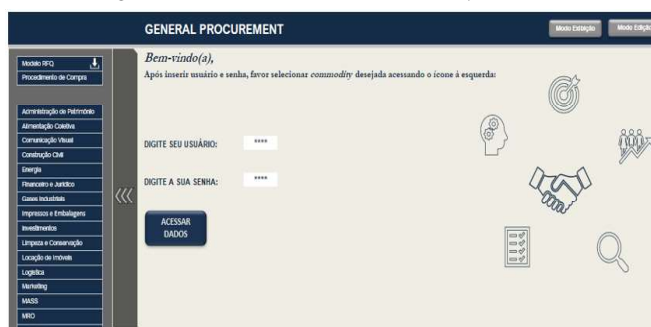 GENERAL PROCUREMENT
Modo Exibição
Modo Edição
Modelo RFQ
Procedimento de Compra
Administração de Patrimônio
Alimentação Coletiva
Comunicação Visual
Construção Civil
Energia
Financeiro e Jurídico
Gases Industriais
Impressos e Embalagens
Investimentos
Limpeza e Conservação
Locação de Imóveis
Logística
Marketing
MASS
MRO
Bem-vindo(a),
Após inserir usuário e senha, favor selecionar commodity desejada acessando o ícone à esquerda:
DIGITE SEU USUÁRIO: ****
DIGITE A SUA SENHA: ****
ACESSAR
DADOS